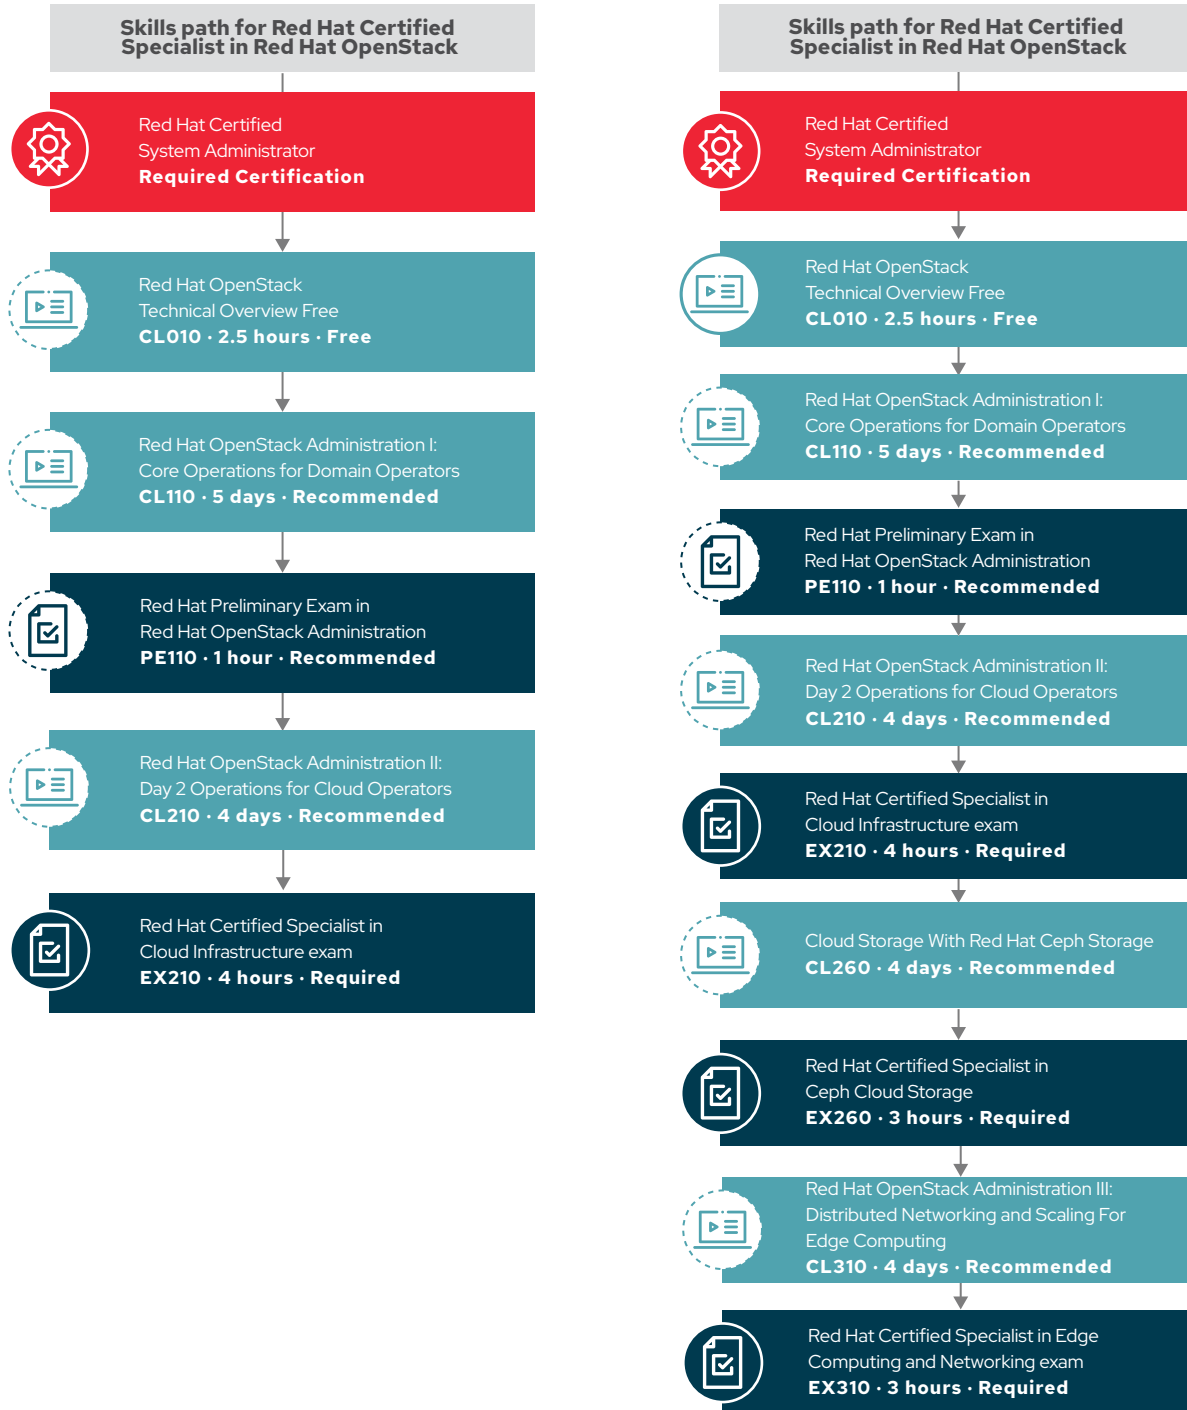 Skills path for Red Hat Certified
Specialist in Red Hat OpenStack
Red Hat Certified
System Administrator
Required Certification
Red Hat OpenStack
Technical Overview Free
CL010 · 2.5 hours · Free
Red Hat OpenStack Administration I:
Core Operations for Domain Operators
CL110 · 5 days · Recommended
Red Hat Preliminary Exam in
Red Hat OpenStack Administration
PE110 · 1 hour · Recommended
Red Hat OpenStack Administration II:
Day 2 Operations for Cloud Operators
CL210 · 4 days · Recommended
Red Hat Certified Specialist in
Cloud Infrastructure exam
EX210 · 4 hours · Required
Skills path for Red Hat Certified
Specialist in Red Hat OpenStack
Red Hat Certified
System Administrator
Required Certification
Red Hat OpenStack
Technical Overview Free
CL010 · 2.5 hours · Free
Red Hat OpenStack Administration I:
Core Operations for Domain Operators
CL110 · 5 days · Recommended
Red Hat Preliminary Exam in
Red Hat OpenStack Administration
PE110 · 1 hour · Recommended
Red Hat OpenStack Administration II:
Day 2 Operations for Cloud Operators
CL210 · 4 days · Recommended
Red Hat Certified Specialist in
Cloud Infrastructure exam
EX210 · 4 hours · Required
Cloud Storage With Red Hat Ceph Storage
CL260 · 4 days · Recommended
Red Hat Certified Specialist in
Ceph Cloud Storage
EX260 · 3 hours · Required
Red Hat OpenStack Administration III:
Distributed Networking and Scaling For
Edge Computing
CL310 · 4 days · Recommended
Red Hat Certified Specialist in Edge
Computing and Networking exam
EX310 · 3 hours · Required